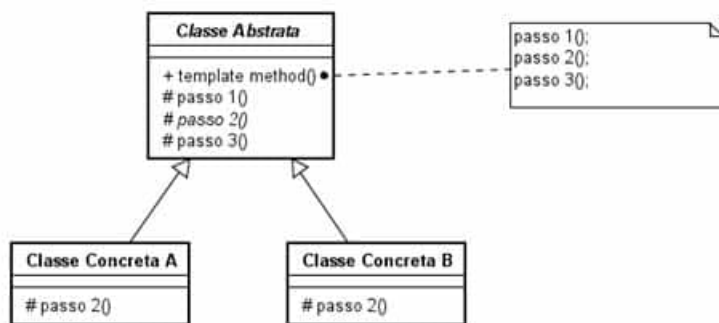 Classe Abstrata
+ template method()
# passo 1()
# passo 2()
# passo 3()
passo 1();
passo 2();
passo 3();
Classe Concreta A
# passo 2()
Classe Concreta B
# passo 2()